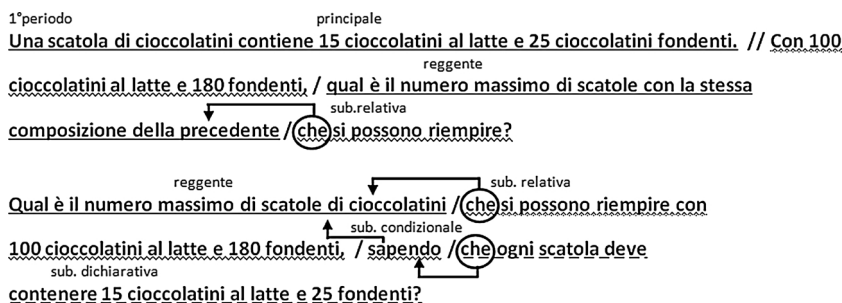 1°periodo principale
Una scatola di cioccolatini contiene 15 cioccolatini al latte e 25 cioccolatini fondenti. // Con 100
reggente
cioccolatini al latte e 180 fondenti, / qual è il numero massimo di scatole con la stessa
sub.relativa
composizione della precedente / che si possono riempire?
reggente sub. relativa
Qual è il numero massimo di scatole di cioccolatini / che si possono riempire con
sub. condizionale
100 cioccolatini al latte e 180 fondenti, / sapendo / che ogni scatola deve
sub. dichiarativa
contenere 15 cioccolatini al latte e 25 fondenti?